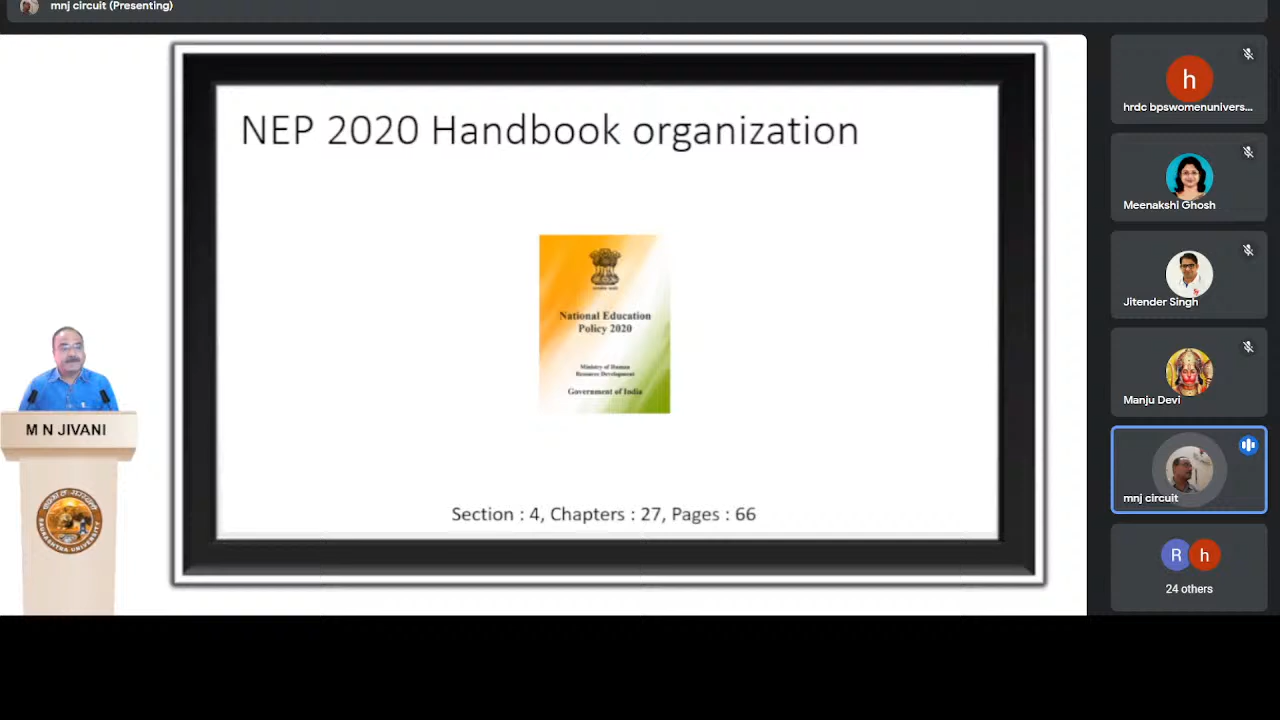 mnj circuit (Presenting)
NEP 2020 Handbook organization
National Education
Policy 2020
Ministry of Human
Resource Development
Government of India
Section : 4, Chapters : 27, Pages : 66
M N JIVANI
SAURASHTRA UNIVERSITY
h
hrdc bpswomenunivers...
Meenakshi Ghosh
Jitender Singh
Manju Devi
mnj circuit
R
h
24 others